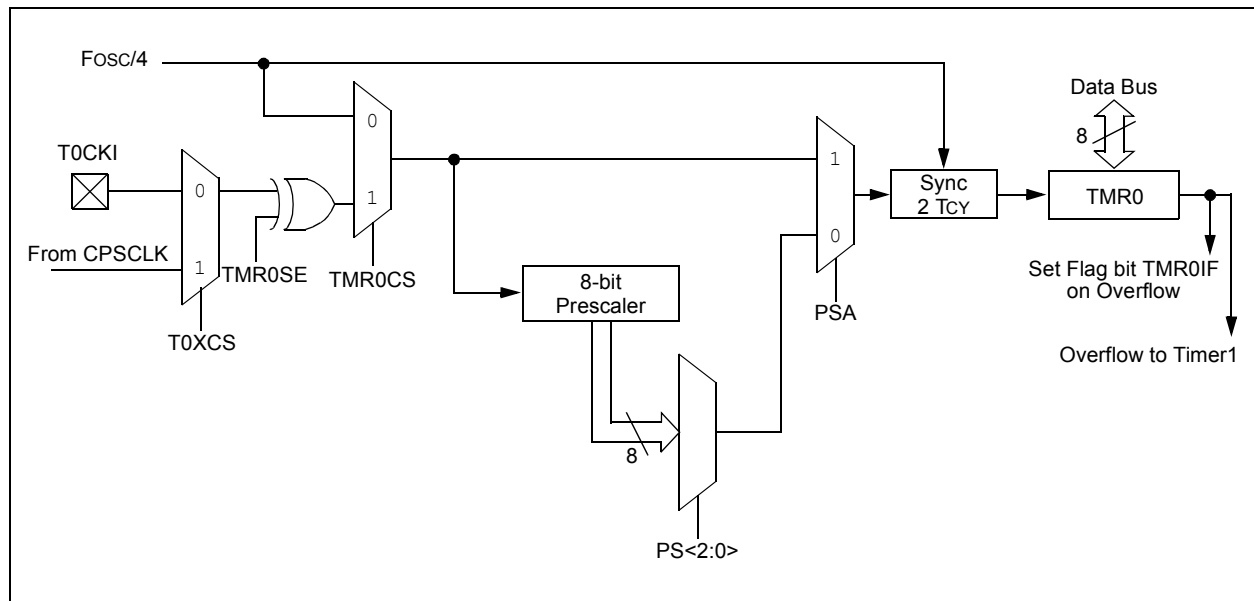 FOSC/4
Data Bus
8
0
T0CKI
0
1
1
Sync
2 TCY
TMR0
0
From CPSCLK
1
TMR0SE
TMR0CS
8-bit
Prescaler
PSA
Set Flag bit TMR0IF
on Overflow
T0XCS
Overflow to Timer1
8
PS<2:0>